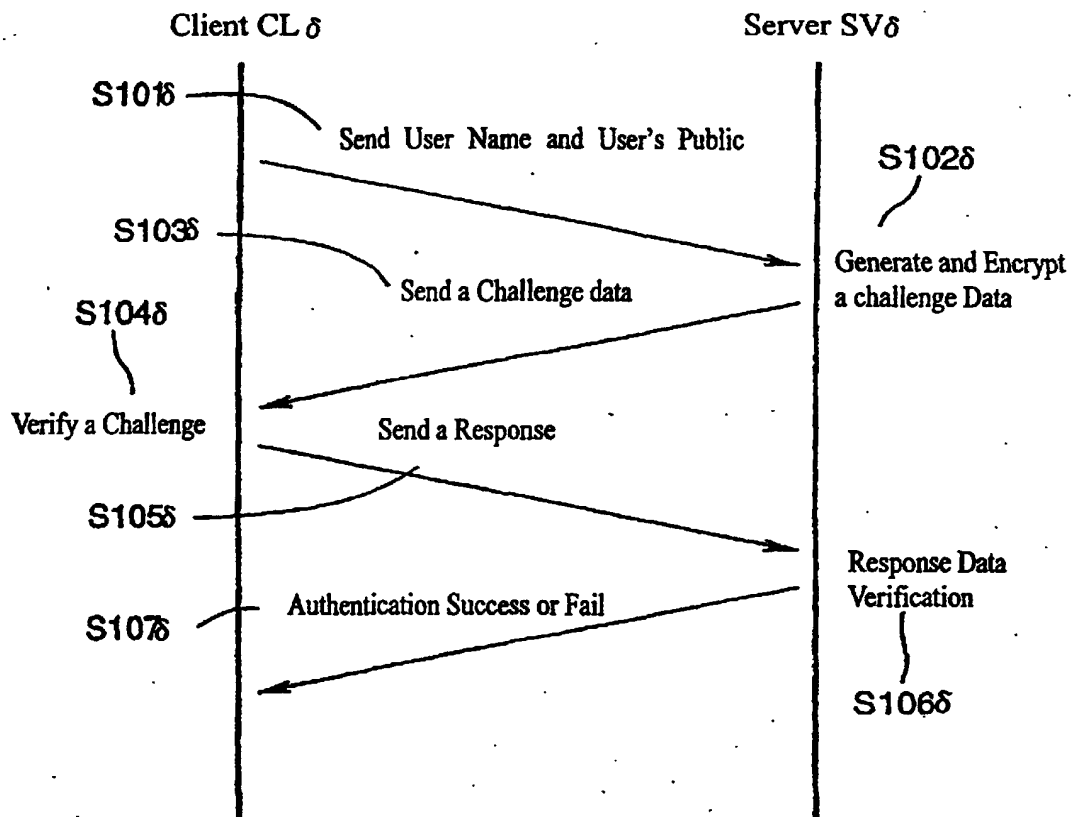 Client CL δ
Server SVδ
S101δ
Send User Name and User's Public
S102δ
S103δ
Send a Challenge data
Generate and Encrypt
a challenge Data
S104δ
Verify a Challenge
Send a Response
S105δ
Response Data
Verification
Authentication Success or Fail
S107δ
S106δ